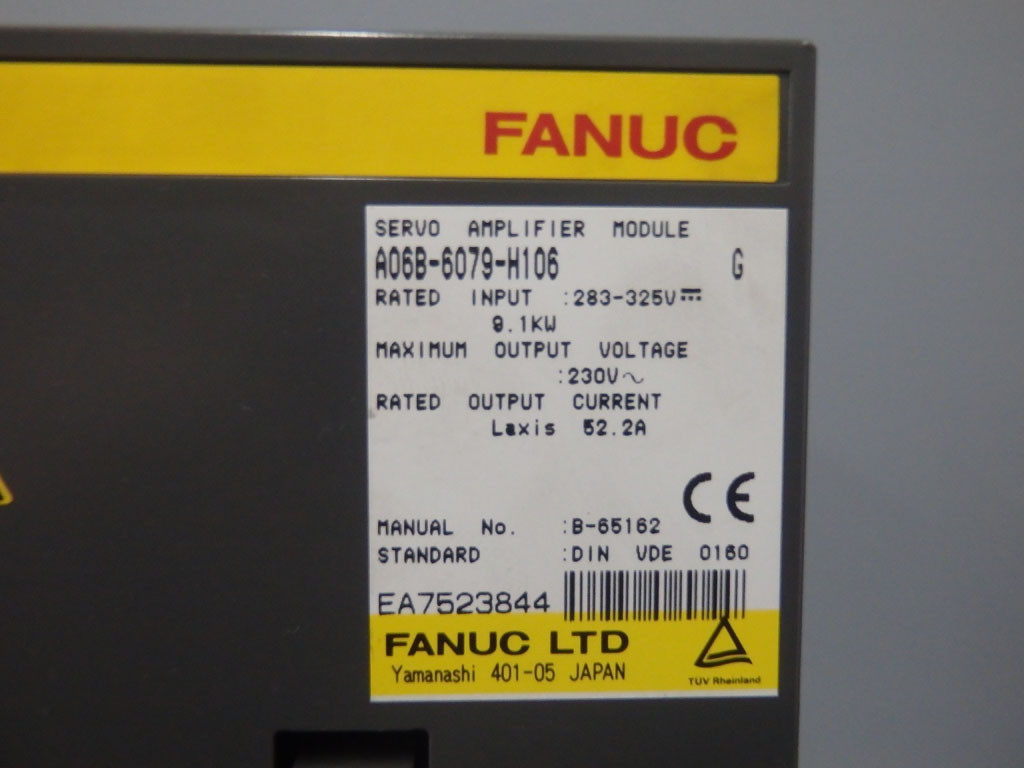 FANUC
SERVO AMPLIFIER MODULE
A06B-6079-H106 G
RATED INPUT :283-325V⎓
9.1KW
MAXIMUM OUTPUT VOLTAGE
:230V～
RATED OUTPUT CURRENT
Laxis 52.2A
CE
MANUAL No. :B-65162
STANDARD :DIN VDE 0160
EA7523844
FANUC LTD
Yamanashi 401-05 JAPAN
TUV Rheinland